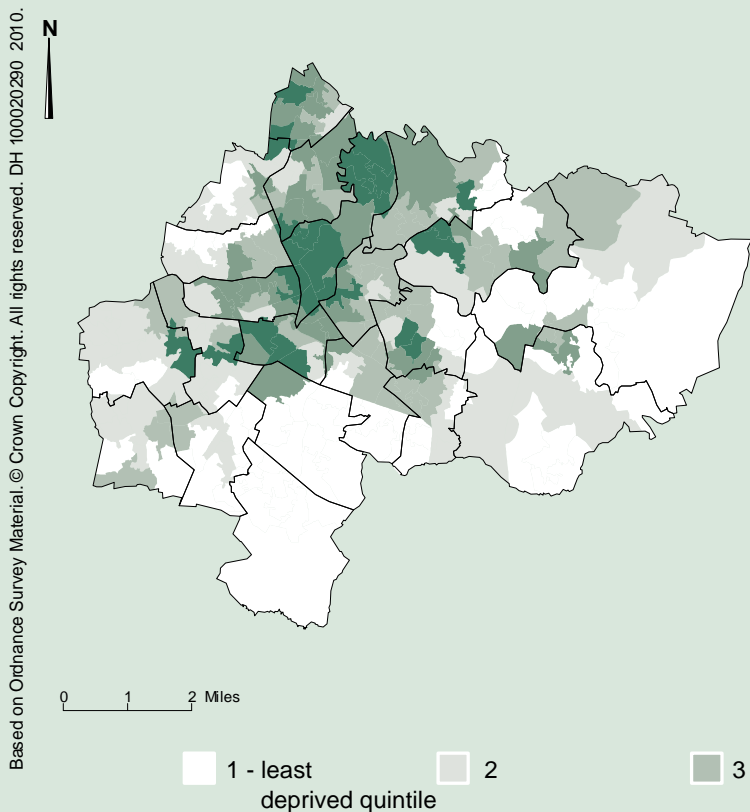 Based on Ordnance Survey Material. © Crown Copyright. All rights reserved. DH 100020290 2010.
N
0 1 2 Miles
1 - least 2 3
deprived quintile